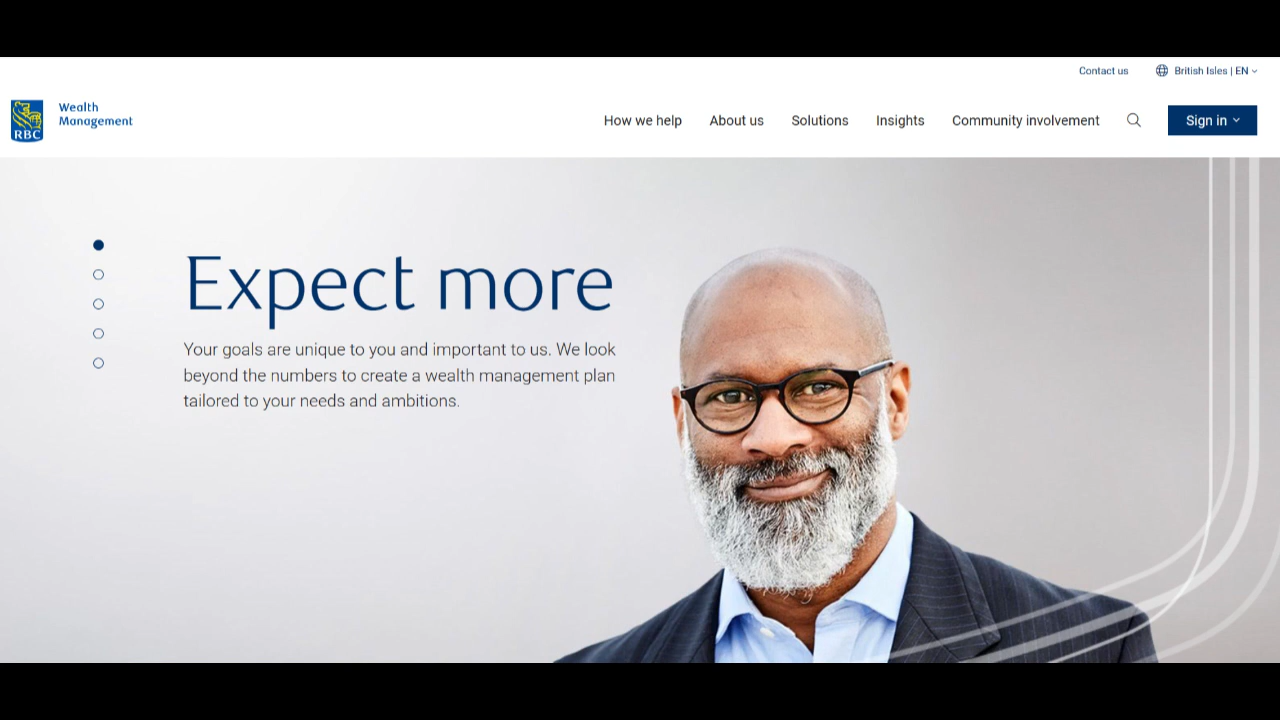 Contact us
British Isles | EN
Wealth
Management
RBC
How we help
About us
Solutions
Insights
Community involvement
Sign in
Expect more
Your goals are unique to you and important to us. We look
beyond the numbers to create a wealth management plan
tailored to your needs and ambitions.